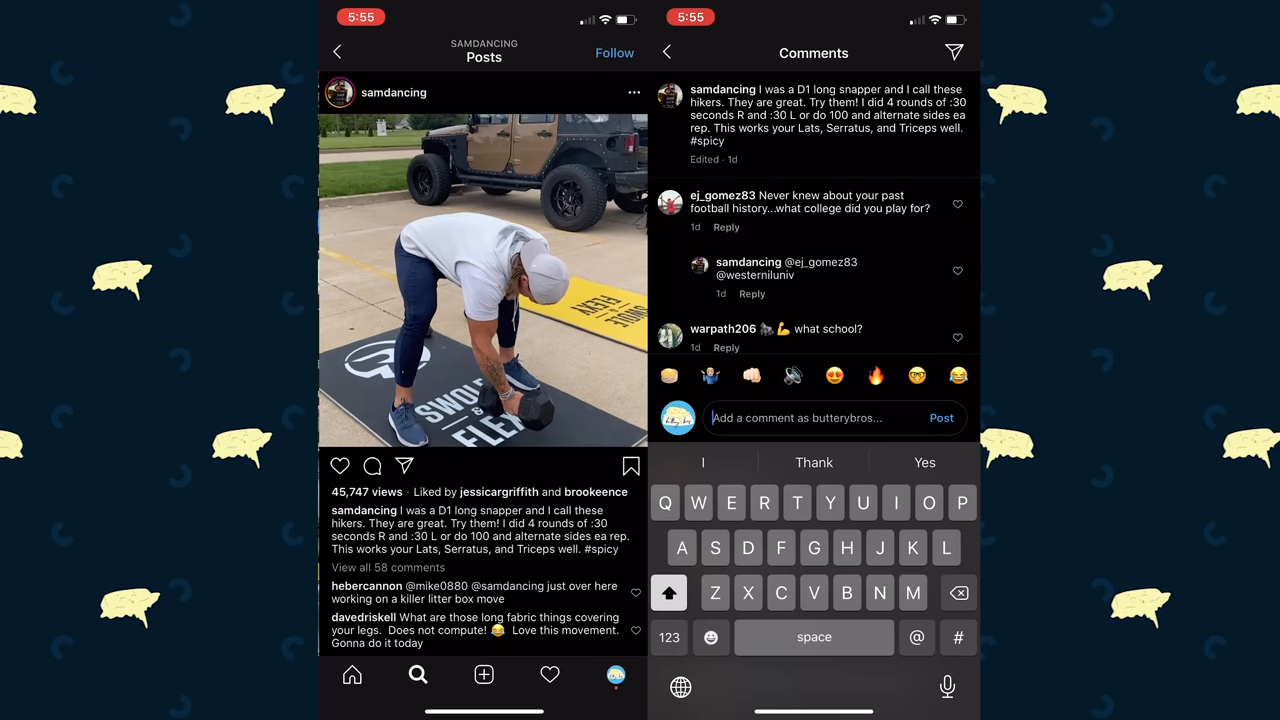 5:55
SAMDANCING
Posts
Follow
samdancing
SWOLE
&
FLEX
SWOLE
&
FLEX
45,747 views · Liked by jessicargriffith and brookeence
samdancing I was a D1 long snapper and I call these
hikers. They are great. Try them! I did 4 rounds of :30
seconds R and :30 L or do 100 and alternate sides ea
rep. This works your Lats, Serratus, and Triceps well.
#spicy
View all 58 comments
hebercannon @mike0880 @samdancing just over here
working on a killer litter box move
davedriskell What are those long fabric things covering
your legs. Does not compute! 😂 Love this movement.
Gonna do it today
5:55
Comments
samdancing I was a D1 long snapper and I call these
hikers. They are great. Try them! I did 4 rounds of :30
seconds R and :30 L or do 100 and alternate sides ea
rep. This works your Lats, Serratus, and Triceps well.
#spicy
Edited · 1d
ej_gomez83 Never knew about your past
football history...what college did you play for?
1d Reply
samdancing @ej_gomez83
@westerniluniv
1d Reply
warpath206 🦍💪 what school?
1d Reply
Add a comment as butterybros... Post
I Thank Yes
Q W E R T Y U I O P
A S D F G H J K L
Z X C V B N M
123 space @ #